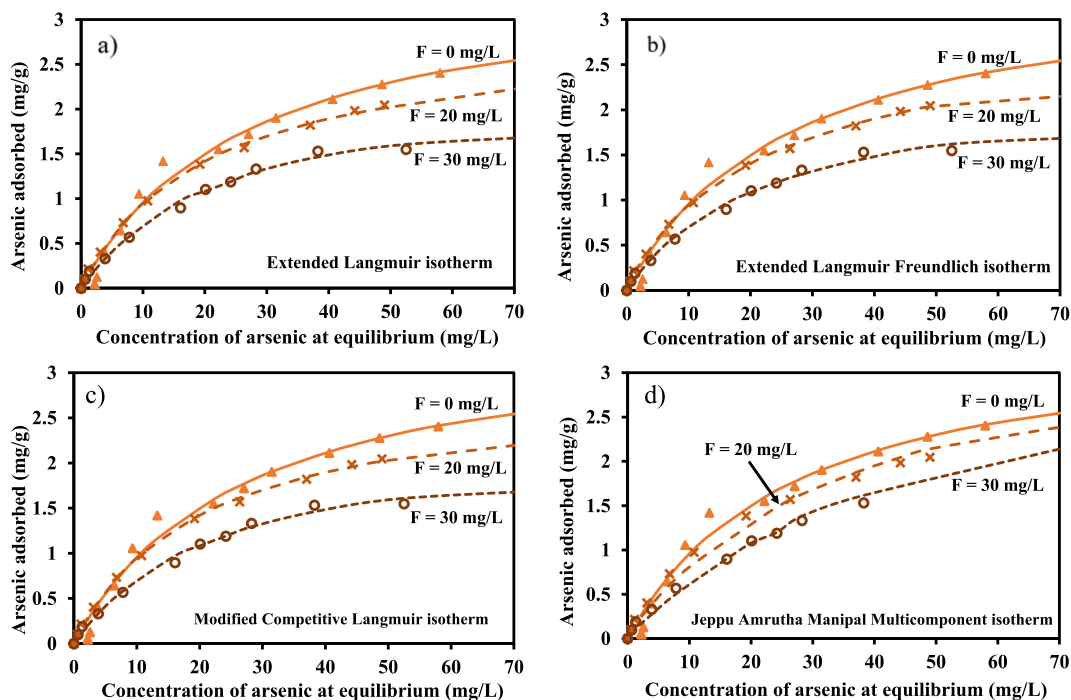 a)
3
2.5
2
1.5
1
0.5
0
Arsenic adsorbed (mg/g)
F = 0 mg/L
F = 20 mg/L
F = 30 mg/L
Extended Langmuir isotherm
0 10 20 30 40 50 60 70
Concentration of arsenic at equilibrium (mg/L)
b)
3
2.5
2
1.5
1
0.5
0
Arsenic adsorbed (mg/g)
F = 0 mg/L
F = 20 mg/L
F = 30 mg/L
Extended Langmuir Freundlich isotherm
0 10 20 30 40 50 60 70
Concentration of arsenic at equilibrium (mg/L)
c)
3
2.5
2
1.5
1
0.5
0
Arsenic adsorbed (mg/g)
F = 0 mg/L
F = 20 mg/L
F = 30 mg/L
Modified Competitive Langmuir isotherm
0 10 20 30 40 50 60 70
Concentration of arsenic at equilibrium (mg/L)
d)
3
2.5
2
1.5
1
0.5
0
Arsenic adsorbed (mg/g)
F = 0 mg/L
F = 20 mg/L
F = 30 mg/L
Jeppu Amrutha Manipal Multicomponent isotherm
0 10 20 30 40 50 60 70
Concentration of arsenic at equilibrium (mg/L)